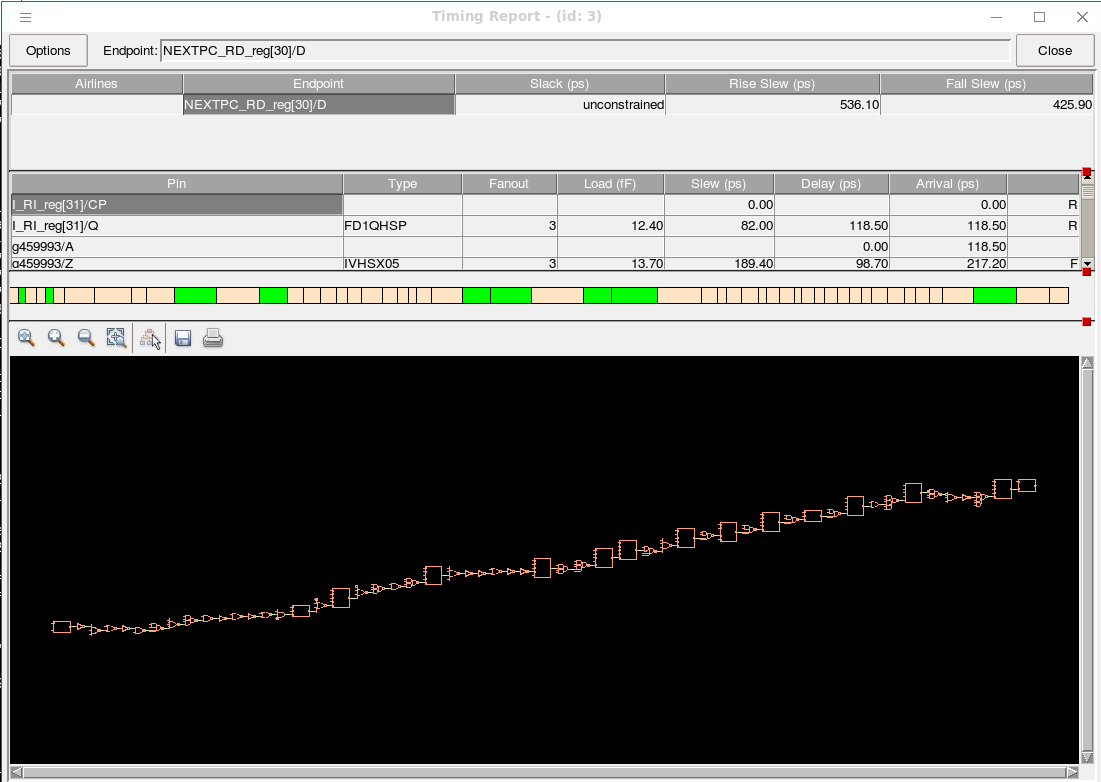 Timing Report - (id: 3)
Options Endpoint: NEXTPC_RD_reg[30]/D Close
Airlines Endpoint Slack (ps) Rise Slew (ps) Fall Slew (ps)
NEXTPC_RD_reg[30]/D unconstrained 536.10 425.90
Pin Type Fanout Load (fF) Slew (ps) Delay (ps) Arrival (ps)
I_RI_reg[31]/CP 0.00 0.00 R
I_RI_reg[31]/Q FD1QHSP 3 12.40 82.00 118.50 118.50 R
g459993/A 0.00 118.50
g459993/Z IVHSX05 3 13.70 189.40 98.70 217.20 F